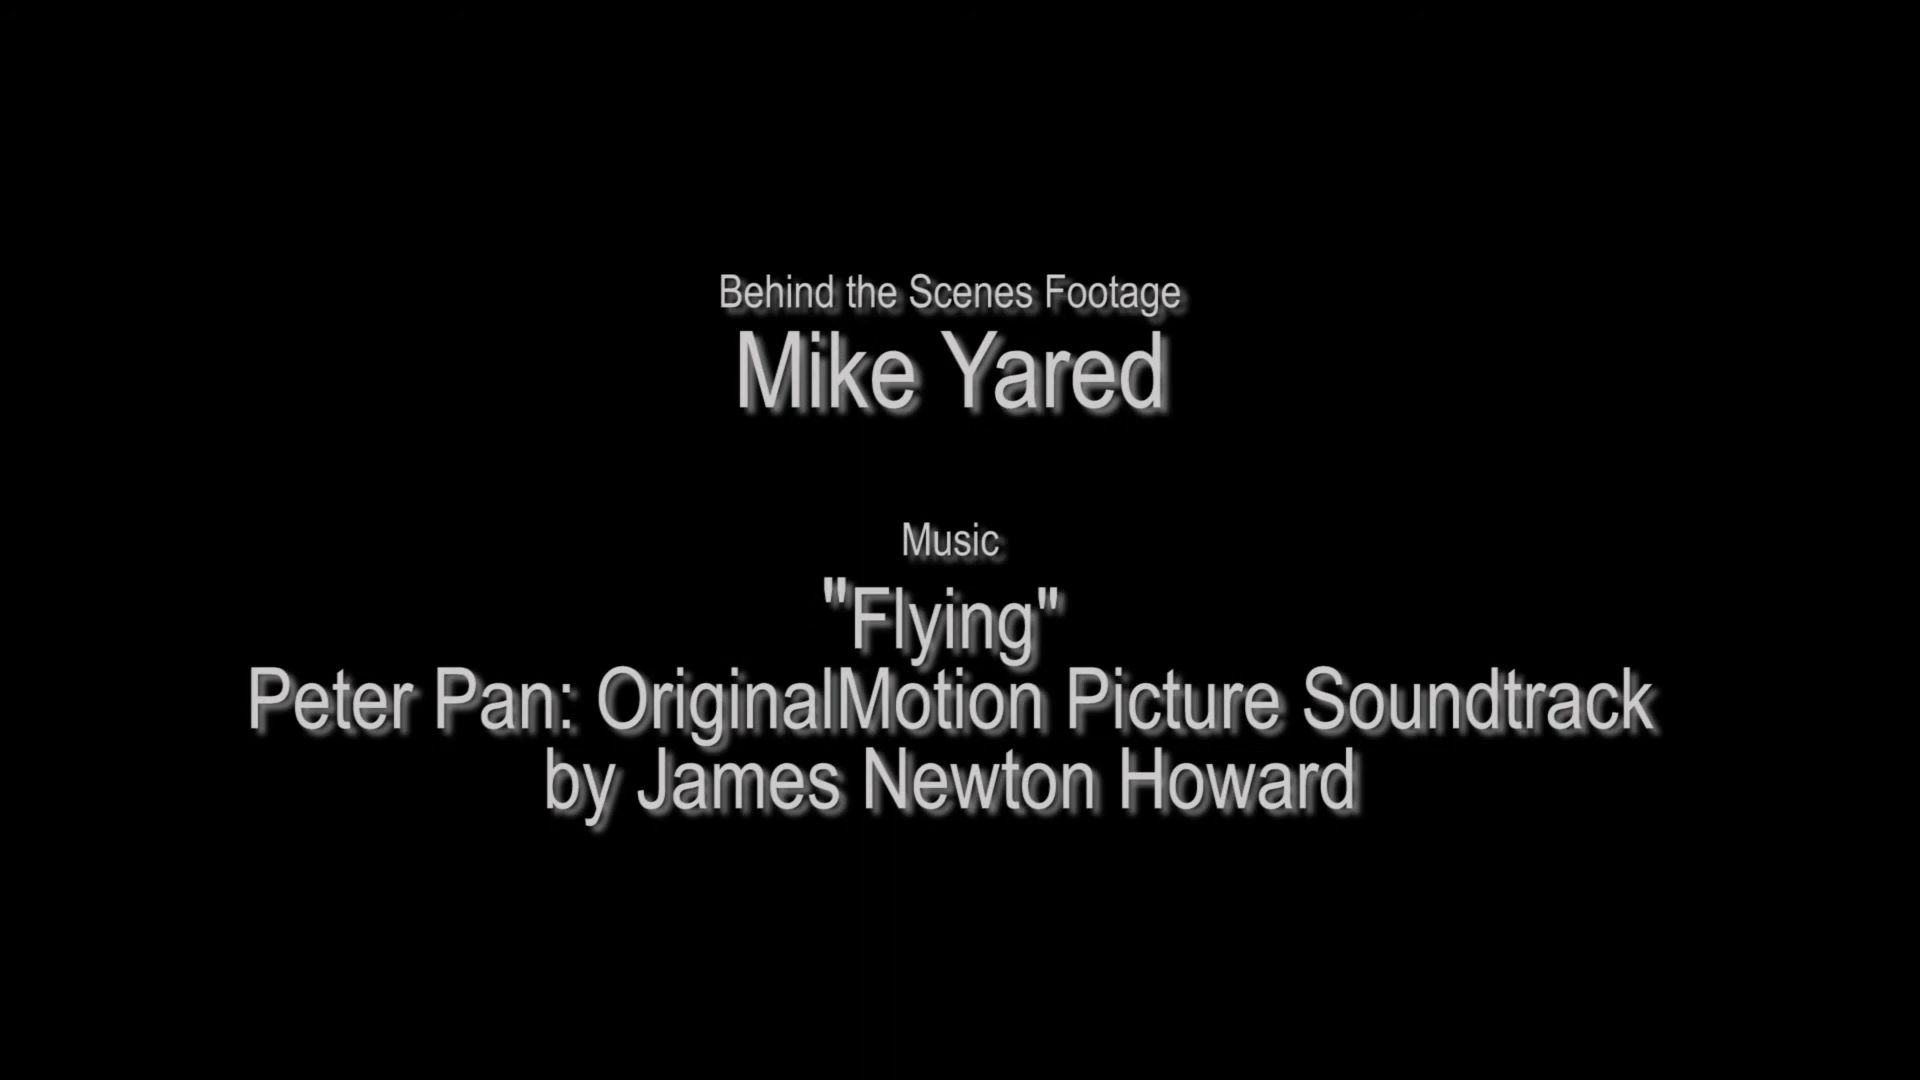 Behind the Scenes Footage
Mike Yared
Music
"Flying"
Peter Pan: OriginalMotion Picture Soundtrack
by James Newton Howard